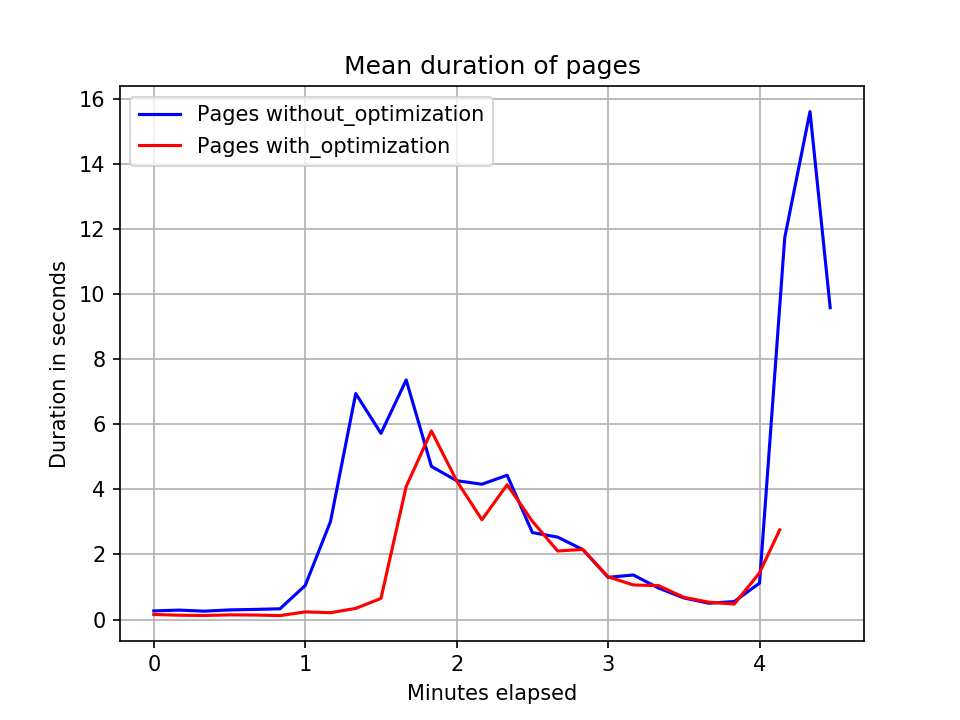 Mean duration of pages
Pages without_optimization
Pages with_optimization
Duration in seconds
16
14
12
10
8
6
4
2
0
0 1 2 3 4
Minutes elapsed